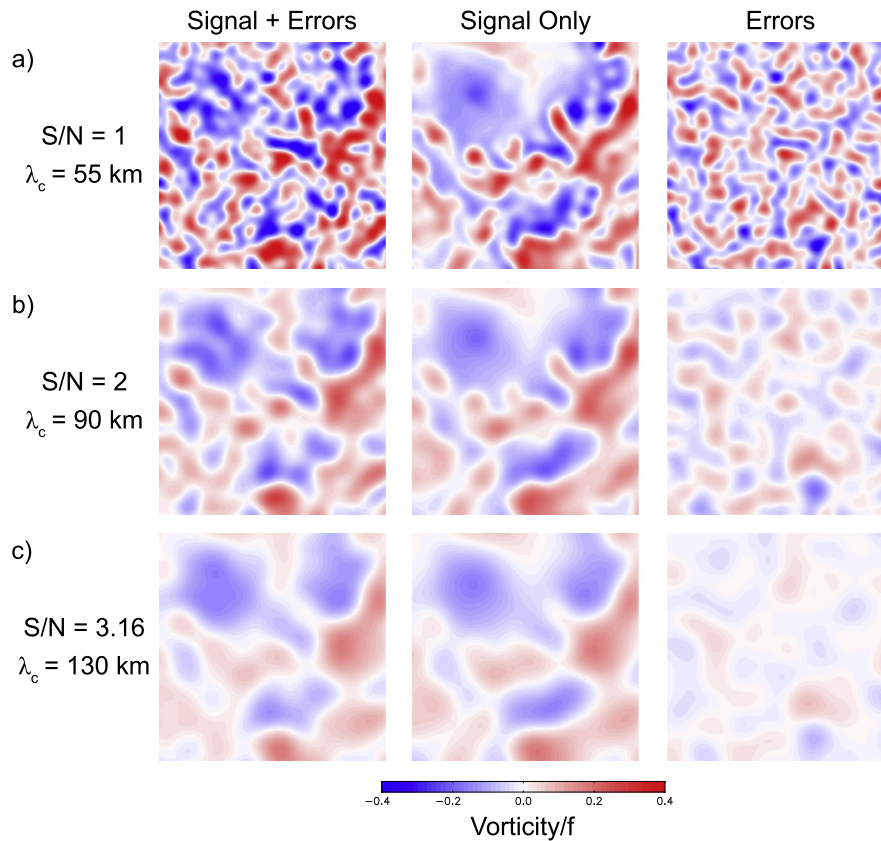 Signal + Errors Signal Only Errors
a)
S/N = 1
λc = 55 km
b)
S/N = 2
λc = 90 km
c)
S/N = 3.16
λc = 130 km
−0.4 −0.2 0.0 0.2 0.4
Vorticity/f